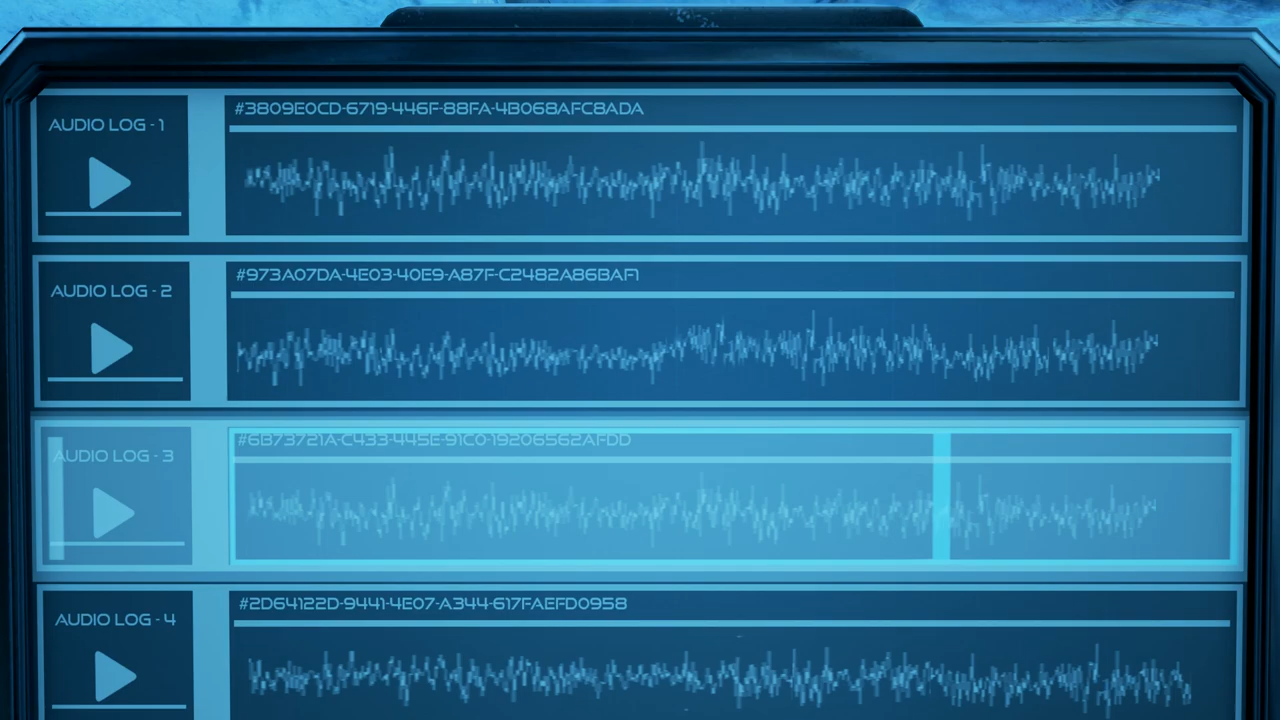 AUDIO LOG - 1
#3809E0CD-6719-446F-88FA-4B068AFC8ADA
AUDIO LOG - 2
#973A07DA-4E03-40E9-A87F-C2482A86BAF1
AUDIO LOG - 3
#6B73721A-C433-445E-91C0-19206562AFDD
AUDIO LOG - 4
#2D64122D-9441-4E07-A344-617FAEFD0958